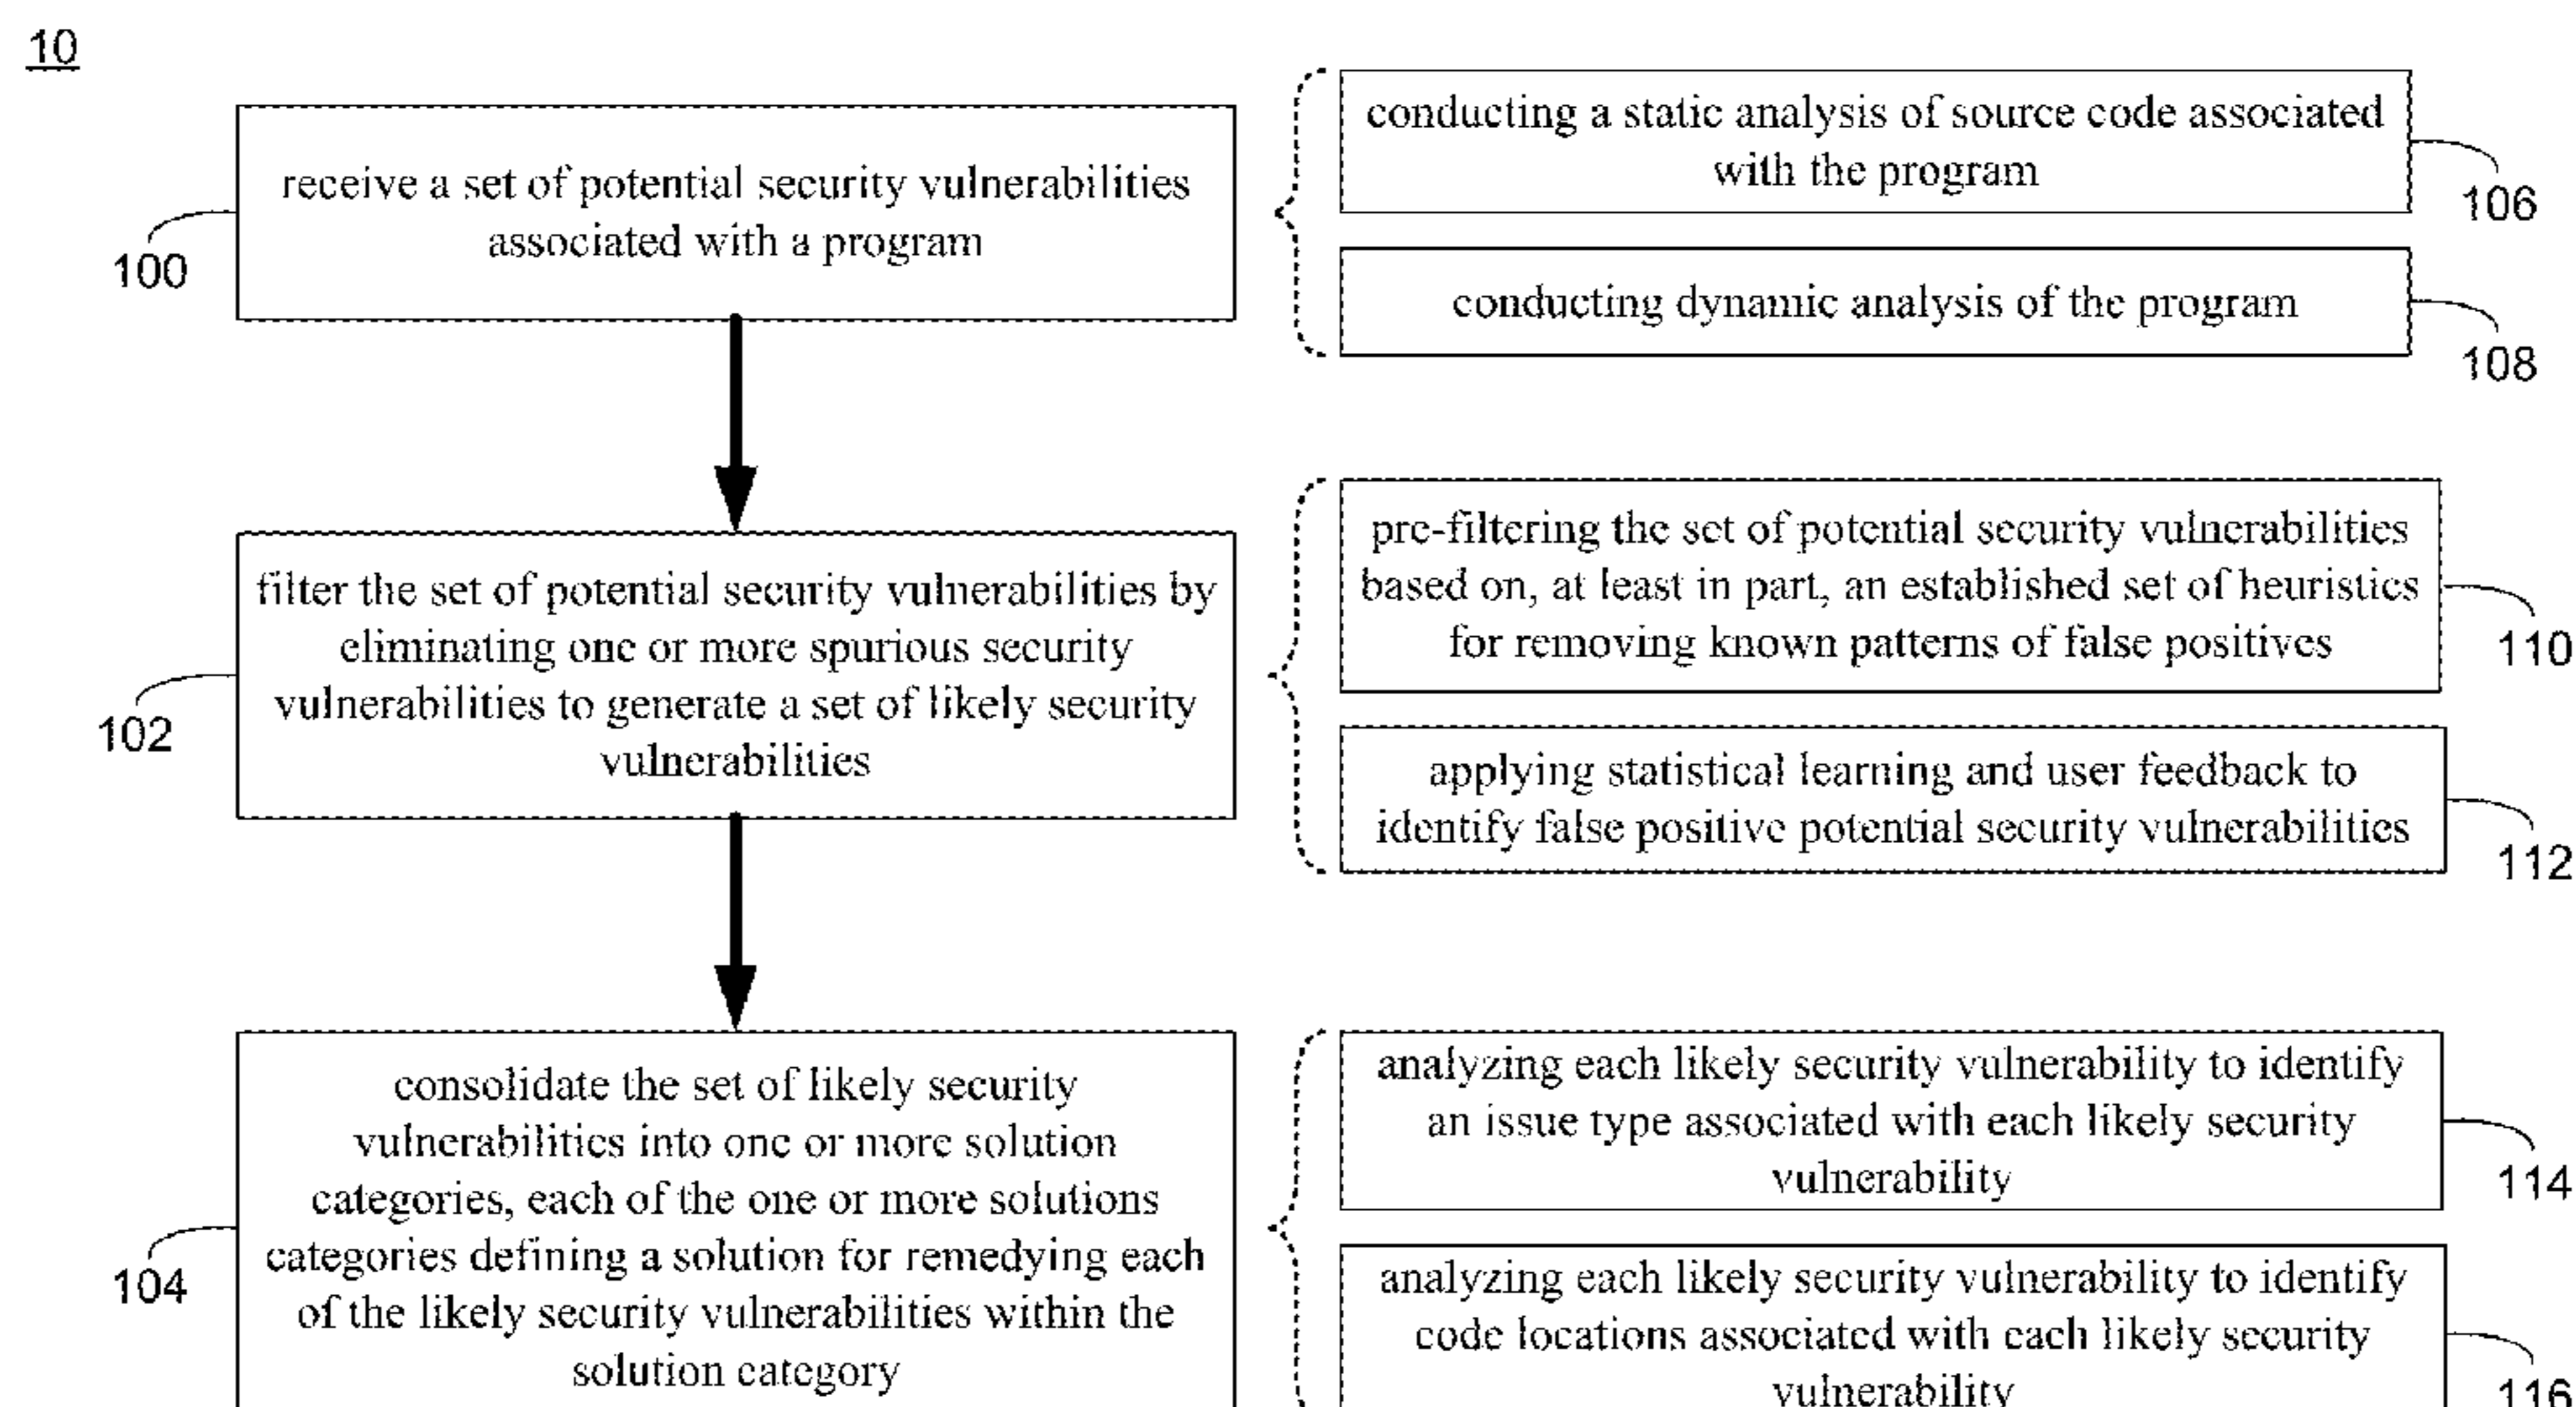 10
receive a set of potential security vulnerabilities
associated with a program
100
conducting a static analysis of source code associated
with the program
106
conducting dynamic analysis of the program
108
filter the set of potential security vulnerabilities by
eliminating one or more spurious security
vulnerabilities to generate a set of likely security
vulnerabilities
102
pre-filtering the set of potential security vulnerabilities
based on, at least in part, an established set of heuristics
for removing known patterns of false positives
110
applying statistical learning and user feedback to
identify false positive potential security vulnerabilities
112
consolidate the set of likely security
vulnerabilities into one or more solution
categories, each of the one or more solutions
categories defining a solution for remedying each
of the likely security vulnerabilities within the
solution category
104
analyzing each likely security vulnerability to identify
an issue type associated with each likely security
vulnerability
114
analyzing each likely security vulnerability to identify
code locations associated with each likely security
vulnerability
116